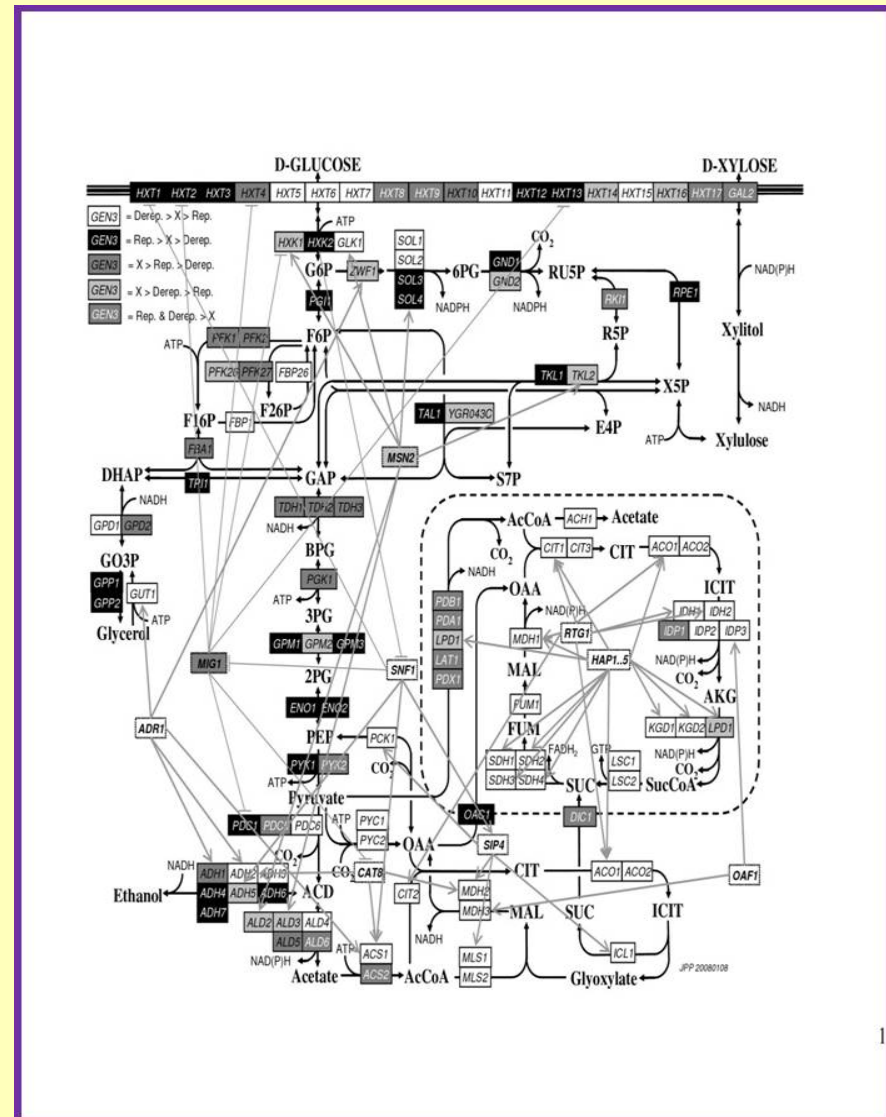 D-GLUCOSE D-XYLOSE
HXT1 HXT2 HXT3 HXT4 HXT5 HXT6 HXT7 HXT8 HXT9 HXT10 HXT11 HXT12 HXT13 HXT14 HXT15 HXT16 HXT17 GAL2
GEN3 = Derep. > X > Rep.
GEN3 = Rep. > X > Derep.
GEN3 = X > Rep. > Derep.
GEN3 = X > Derep. > Rep.
GEN3 = Rep. & Derep. > X
ATP
HXK1 HXK2 GLK1
SOL1
SOL2
SOL3
SOL4
CO2
G6P ZWF1 6PG GND1 RU5P
GND2
NADPH NADPH
NAD(P)H
PGI1
RKI1 RPE1
F6P R5P Xylitol
ATP PFK1 PFK2
PFK26 PFK27 FBP26
F26P
TKL1 TKL2 X5P
NADH
F16P FBP1
TAL1 YGR043C E4P
ATP Xylulose
FBA1
MSN2
DHAP TPI1 GAP S7P
NADH
GPD1 GPD2
TDH1 TDH2 TDH3
NADH
AcCoA ACH1 Acetate
CO2
CIT1 CIT3 CIT ACO1 ACO2
GO3P BPG
NADH OAA ICIT
GPP1
GPP2
GUT1
ATP
Glycerol
PGK1
ATP
3PG
PDB1
PDA1
LPD1
LAT1
PDX1
NAD(P)H
MDH1 RTG1
IDH1 IDH2
IDP1 IDP2 IDP3
GPM1 GPM2 GPM3
HAP1..5
NAD(P)H
CO2
MIG1 2PG SNF1 MAL AKG
ENO1 ENO2
FUM1
KGD1 KGD2 LPD1
ADR1 PEP PCK1 FUM
NAD(P)H
CO2
PYK1 PYK2 CO2
ATP
SDH1 SDH2
SDH3 SDH4
FADH2
GTP
LSC1
LSC2
SUC SucCoA
Pyruvate
ATP
PYC1
PYC2
OAC1 DIC1
PDC1 PDC5 PDC6
OAA SIP4
CO2 CO2
NADH
ADH1 ADH2 ADH3
ADH4 ADH5 ADH6
ADH7
Ethanol ACD
CAT8 CIT ACO1 ACO2 OAF1
CIT2
MDH2
MDH3
MAL SUC ICIT
NADH
ALD2 ALD3 ALD4
ALD5 ALD6
NAD(P)H
ATP
ACS1
ACS2
MLS1
MLS2
ICL1
Acetate AcCoA Glyoxylate
JPP 20080108
1